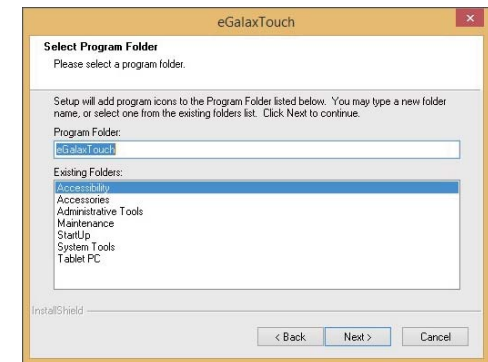 eGalaxTouch
Select Program Folder
Please select a program folder.
Setup will add program icons to the Program Folder listed below. You may type a new folder
name, or select one from the existing folders list. Click Next to continue.
Program Folder:
eGalaxTouch
Existing Folders:
Accessibility
Accessories
Administrative Tools
Maintenance
StartUp
System Tools
Tablet PC
InstallShield
< Back
Next >
Cancel